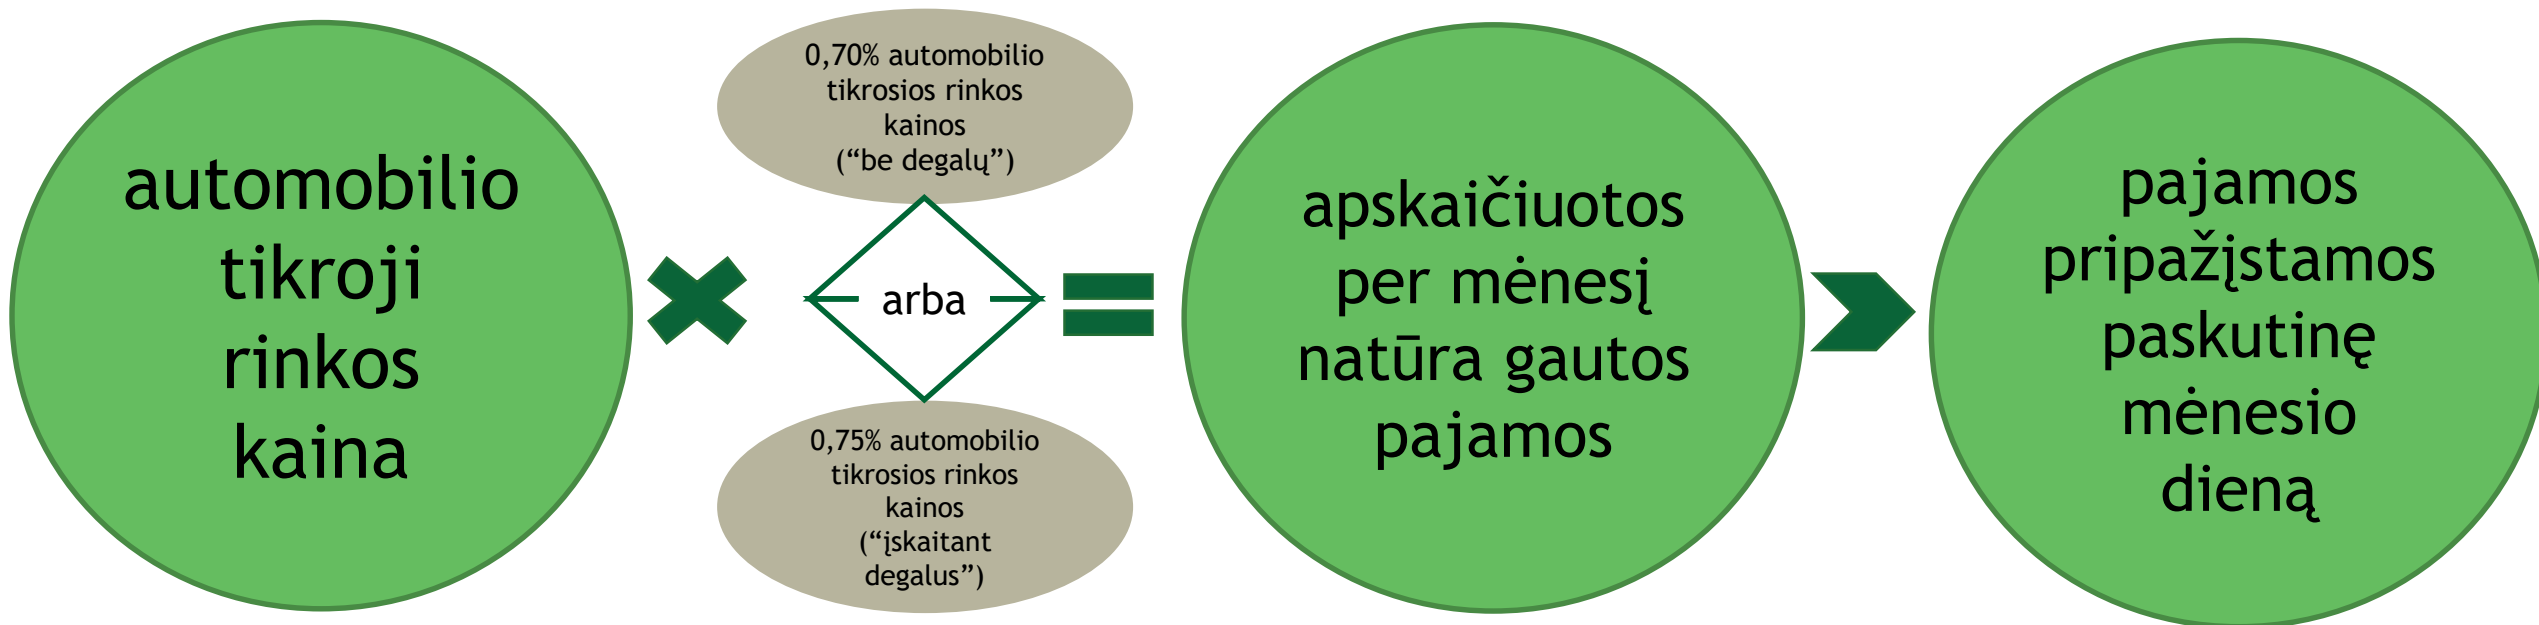 automobilio
tikroji
rinkos
kaina
0,70% automobilio
tikrosios rinkos
kainos
(“be degalų”)
arba
0,75% automobilio
tikrosios rinkos
kainos
(“įskaitant
degalus”)
apskaičiuotos
per mėnesį
natūra gautos
pajamos
pajamos
pripažįstamos
paskutinę
mėnesio
dieną